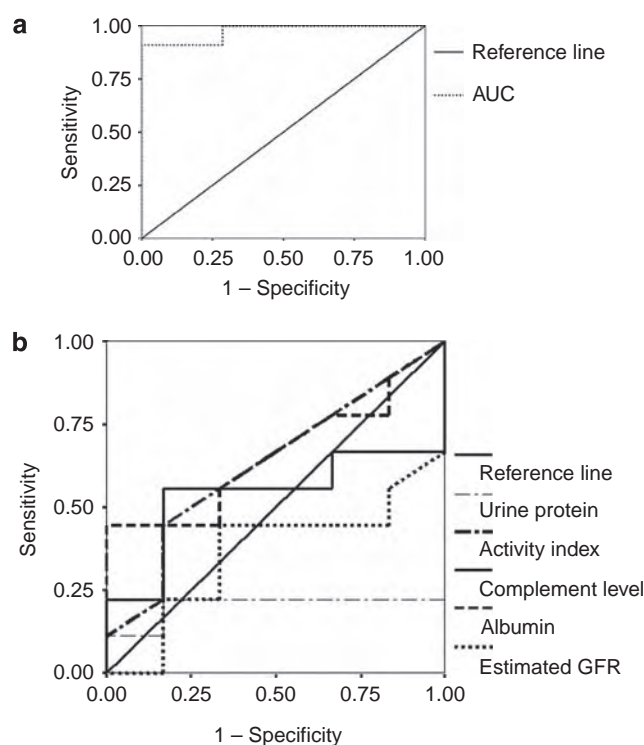 a
1.00
0.75
0.50
0.25
0.00
Sensitivity
0.00 0.25 0.50 0.75 1.00
1 – Specificity
Reference line
AUC
b
1.00
0.75
0.50
0.25
0.00
Sensitivity
0.00 0.25 0.50 0.75 1.00
1 – Specificity
Reference line
Urine protein
Activity index
Complement level
Albumin
Estimated GFR